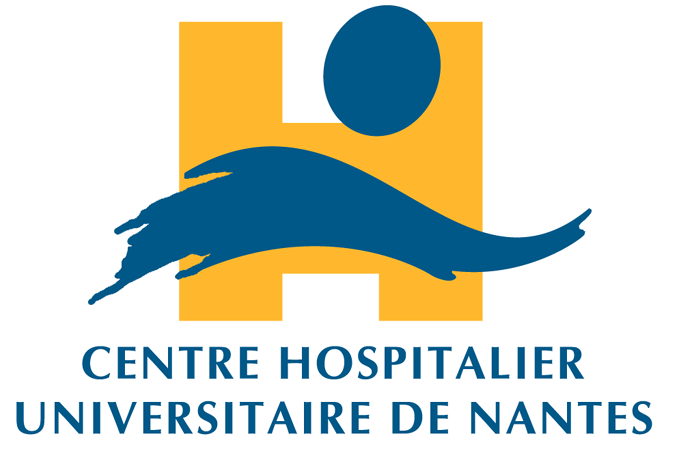 CENTRE HOSPITALIER
UNIVERSITAIRE DE NANTES